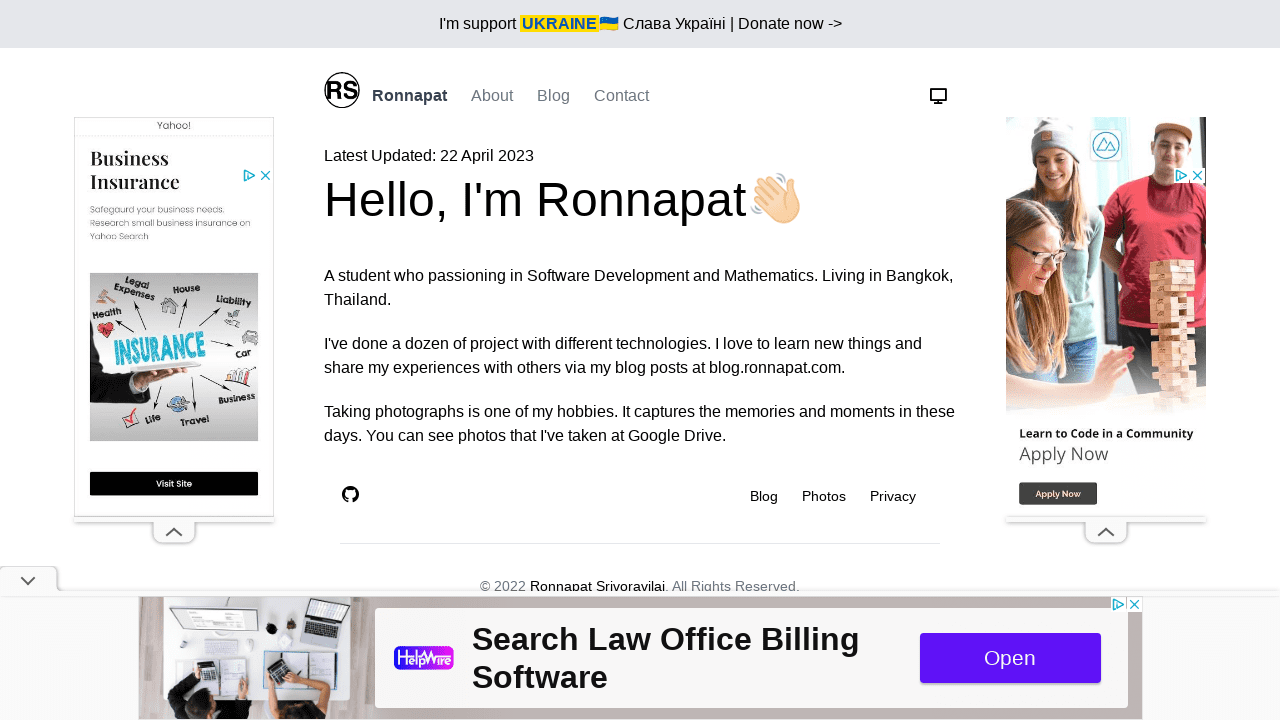 I'm support UKRAINE🇺🇦 Слава Україні | Donate now ->
RS Ronnapat About Blog Contact
Latest Updated: 22 April 2023
Hello, I'm Ronnapat👋🏻
A student who passioning in Software Development and Mathematics. Living in Bangkok,
Thailand.
I've done a dozen of project with different technologies. I love to learn new things and
share my experiences with others via my blog posts at blog.ronnapat.com.
Taking photographs is one of my hobbies. It captures the memories and moments in these
days. You can see photos that I've taken at Google Drive.
Blog Photos Privacy
© 2022 Ronnapat Srivoravilai. All Rights Reserved.
Yahoo!
Business
Insurance
Safegaurd your business needs.
Research small business insurance on
Yahoo Search
Legal
Expenses
House
Liability
Health
INSURANCE
Car
Business
Life
Travel
Visit Site
Learn to Code in a Community
Apply Now
Apply Now
HelpWire
Search Law Office Billing
Software
Open